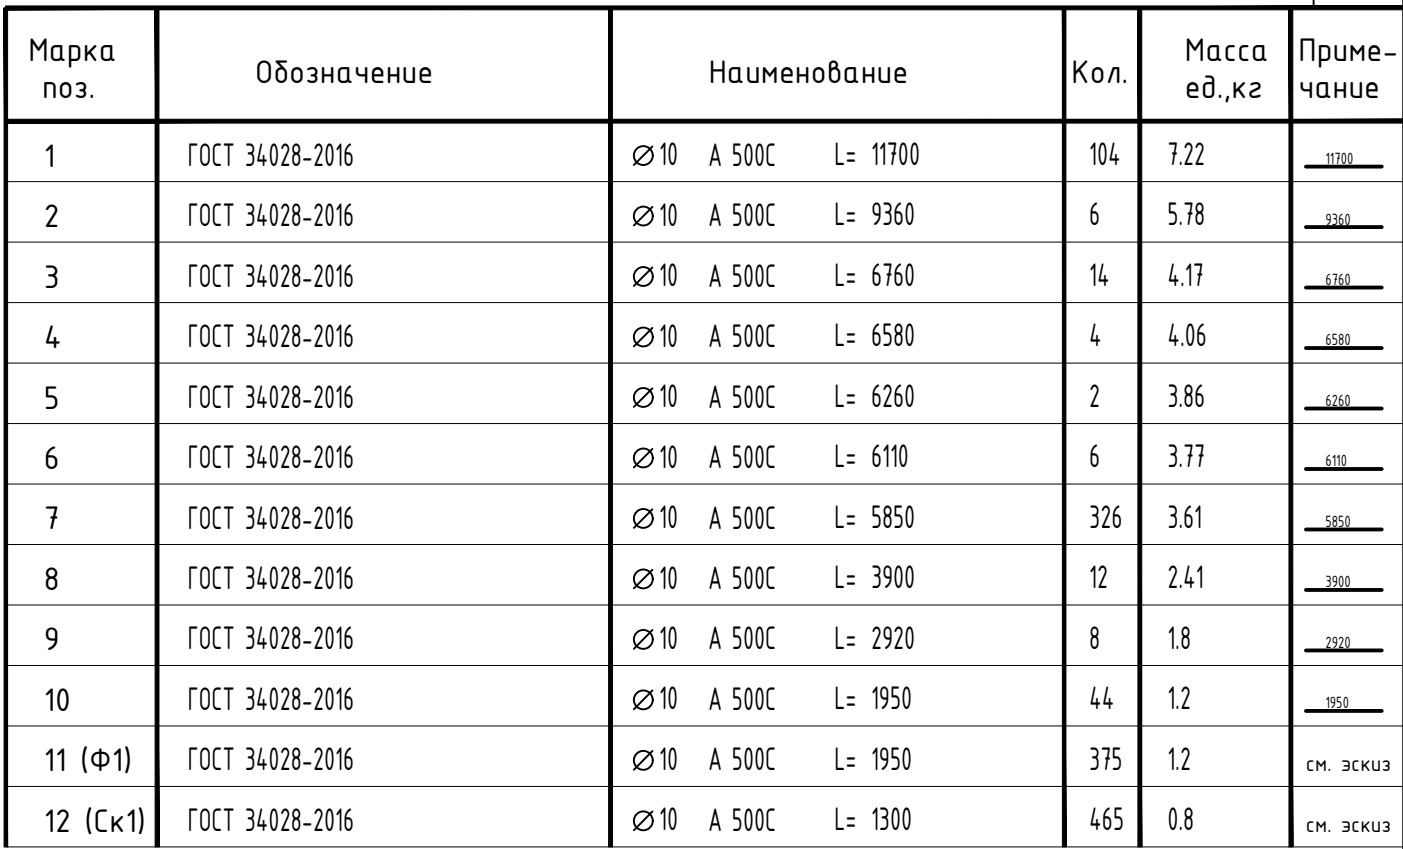 Марка поз. Обозначение Наименование Кол. Масса ед.,кг Приме-чание
1 ГОСТ 34028-2016 ∅10 А 500С L= 11700 104 7.22 11700
2 ГОСТ 34028-2016 ∅10 А 500С L= 9360 6 5.78 9360
3 ГОСТ 34028-2016 ∅10 А 500С L= 6760 14 4.17 6760
4 ГОСТ 34028-2016 ∅10 А 500С L= 6580 4 4.06 6580
5 ГОСТ 34028-2016 ∅10 А 500С L= 6260 2 3.86 6260
6 ГОСТ 34028-2016 ∅10 А 500С L= 6110 6 3.77 6110
7 ГОСТ 34028-2016 ∅10 А 500С L= 5850 326 3.61 5850
8 ГОСТ 34028-2016 ∅10 А 500С L= 3900 12 2.41 3900
9 ГОСТ 34028-2016 ∅10 А 500С L= 2920 8 1.8 2920
10 ГОСТ 34028-2016 ∅10 А 500С L= 1950 44 1.2 1950
11 (Ф1) ГОСТ 34028-2016 ∅10 А 500С L= 1950 375 1.2 см. эскиз
12 (Ск1) ГОСТ 34028-2016 ∅10 А 500С L= 1300 465 0.8 см. эскиз